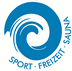 SPORT · FREIZEIT · SAUNA